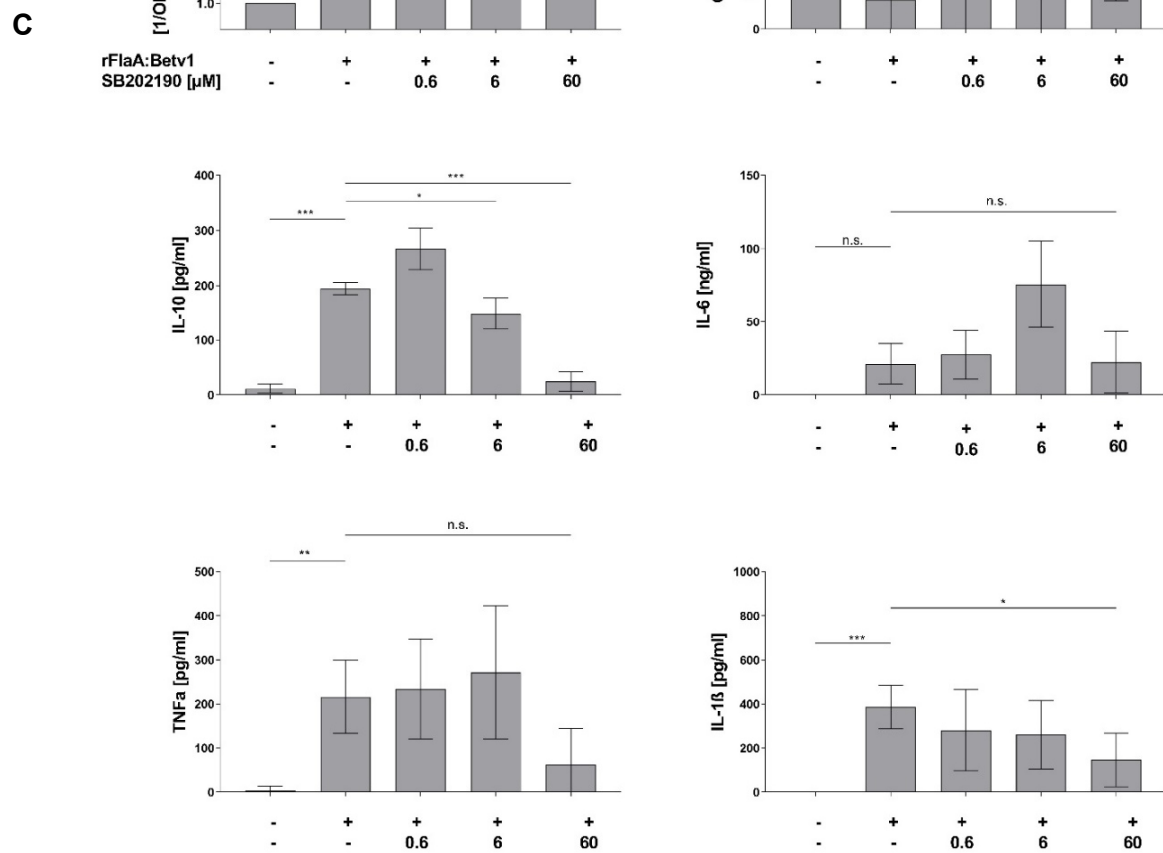 C
1.0
[1/O
0
rFlaA:Betv1 - + + + +
SB202190 [µM] - - 0.6 6 60
- + + + +
- - 0.6 6 60
IL-10 [pg/ml]
400
300
200
100
0
***
*
***
- + + + +
- - 0.6 6 60
IL-6 [ng/ml]
150
100
50
0
n.s.
n.s.
- + + + +
- - 0.6 6 60
TNFa [pg/ml]
500
400
300
200
100
0
n.s.
**
- + + + +
- - 0.6 6 60
IL-1ß [pg/ml]
1000
800
600
400
200
0
*
***
- + + + +
- - 0.6 6 60